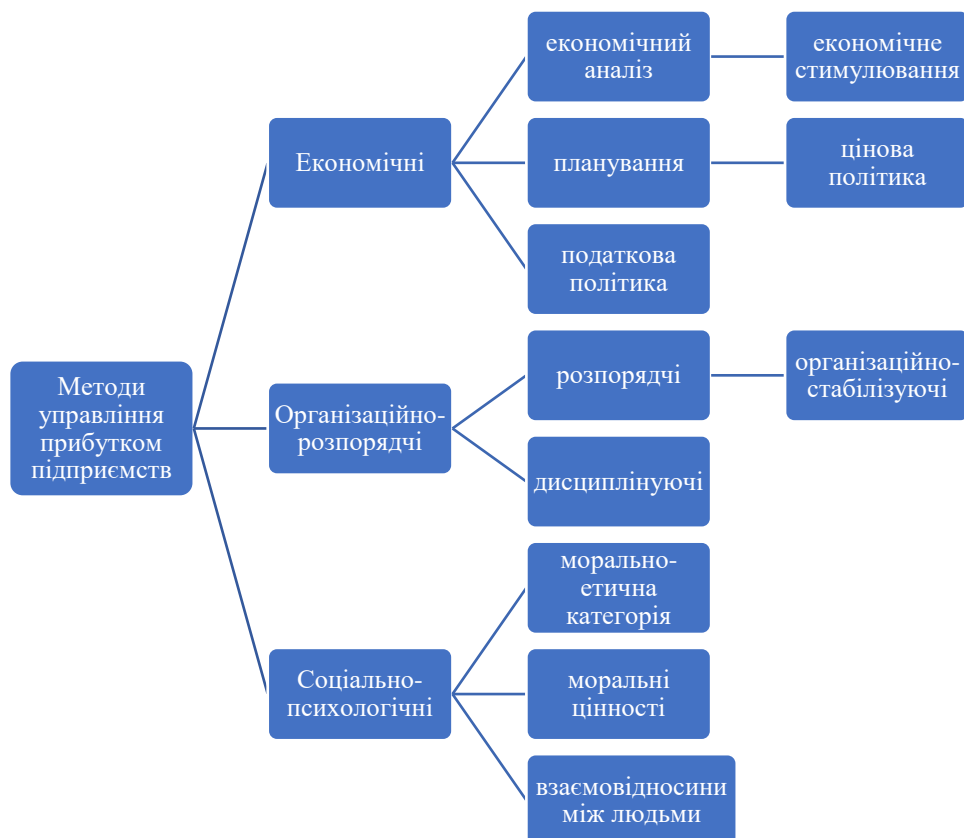 Методи
управління
прибутком
підприємств
Економічні
економічний
аналіз
економічне
стимулювання
планування
цінова
політика
податкова
політика
Організаційно-
розпорядчі
розпорядчі
організаційно-
стабілізуючі
дисциплінуючі
Соціально-
психологічні
морально-
етична
категорія
моральні
цінності
взаємовідносини
між людьми